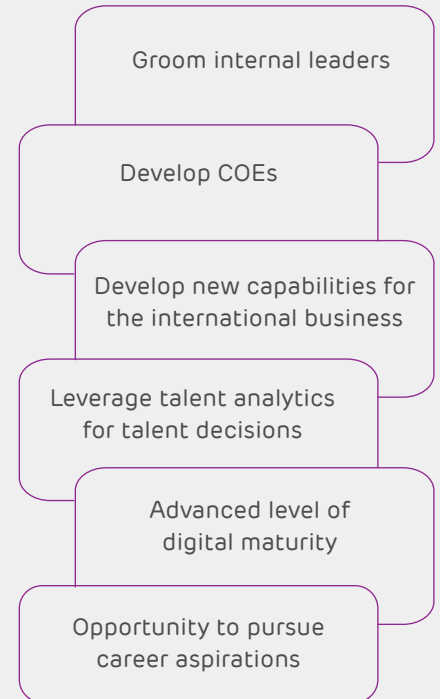 Groom internal leaders
Develop COEs
Develop new capabilities for
the international business
Leverage talent analytics
for talent decisions
Advanced level of
digital maturity
Opportunity to pursue
career aspirations